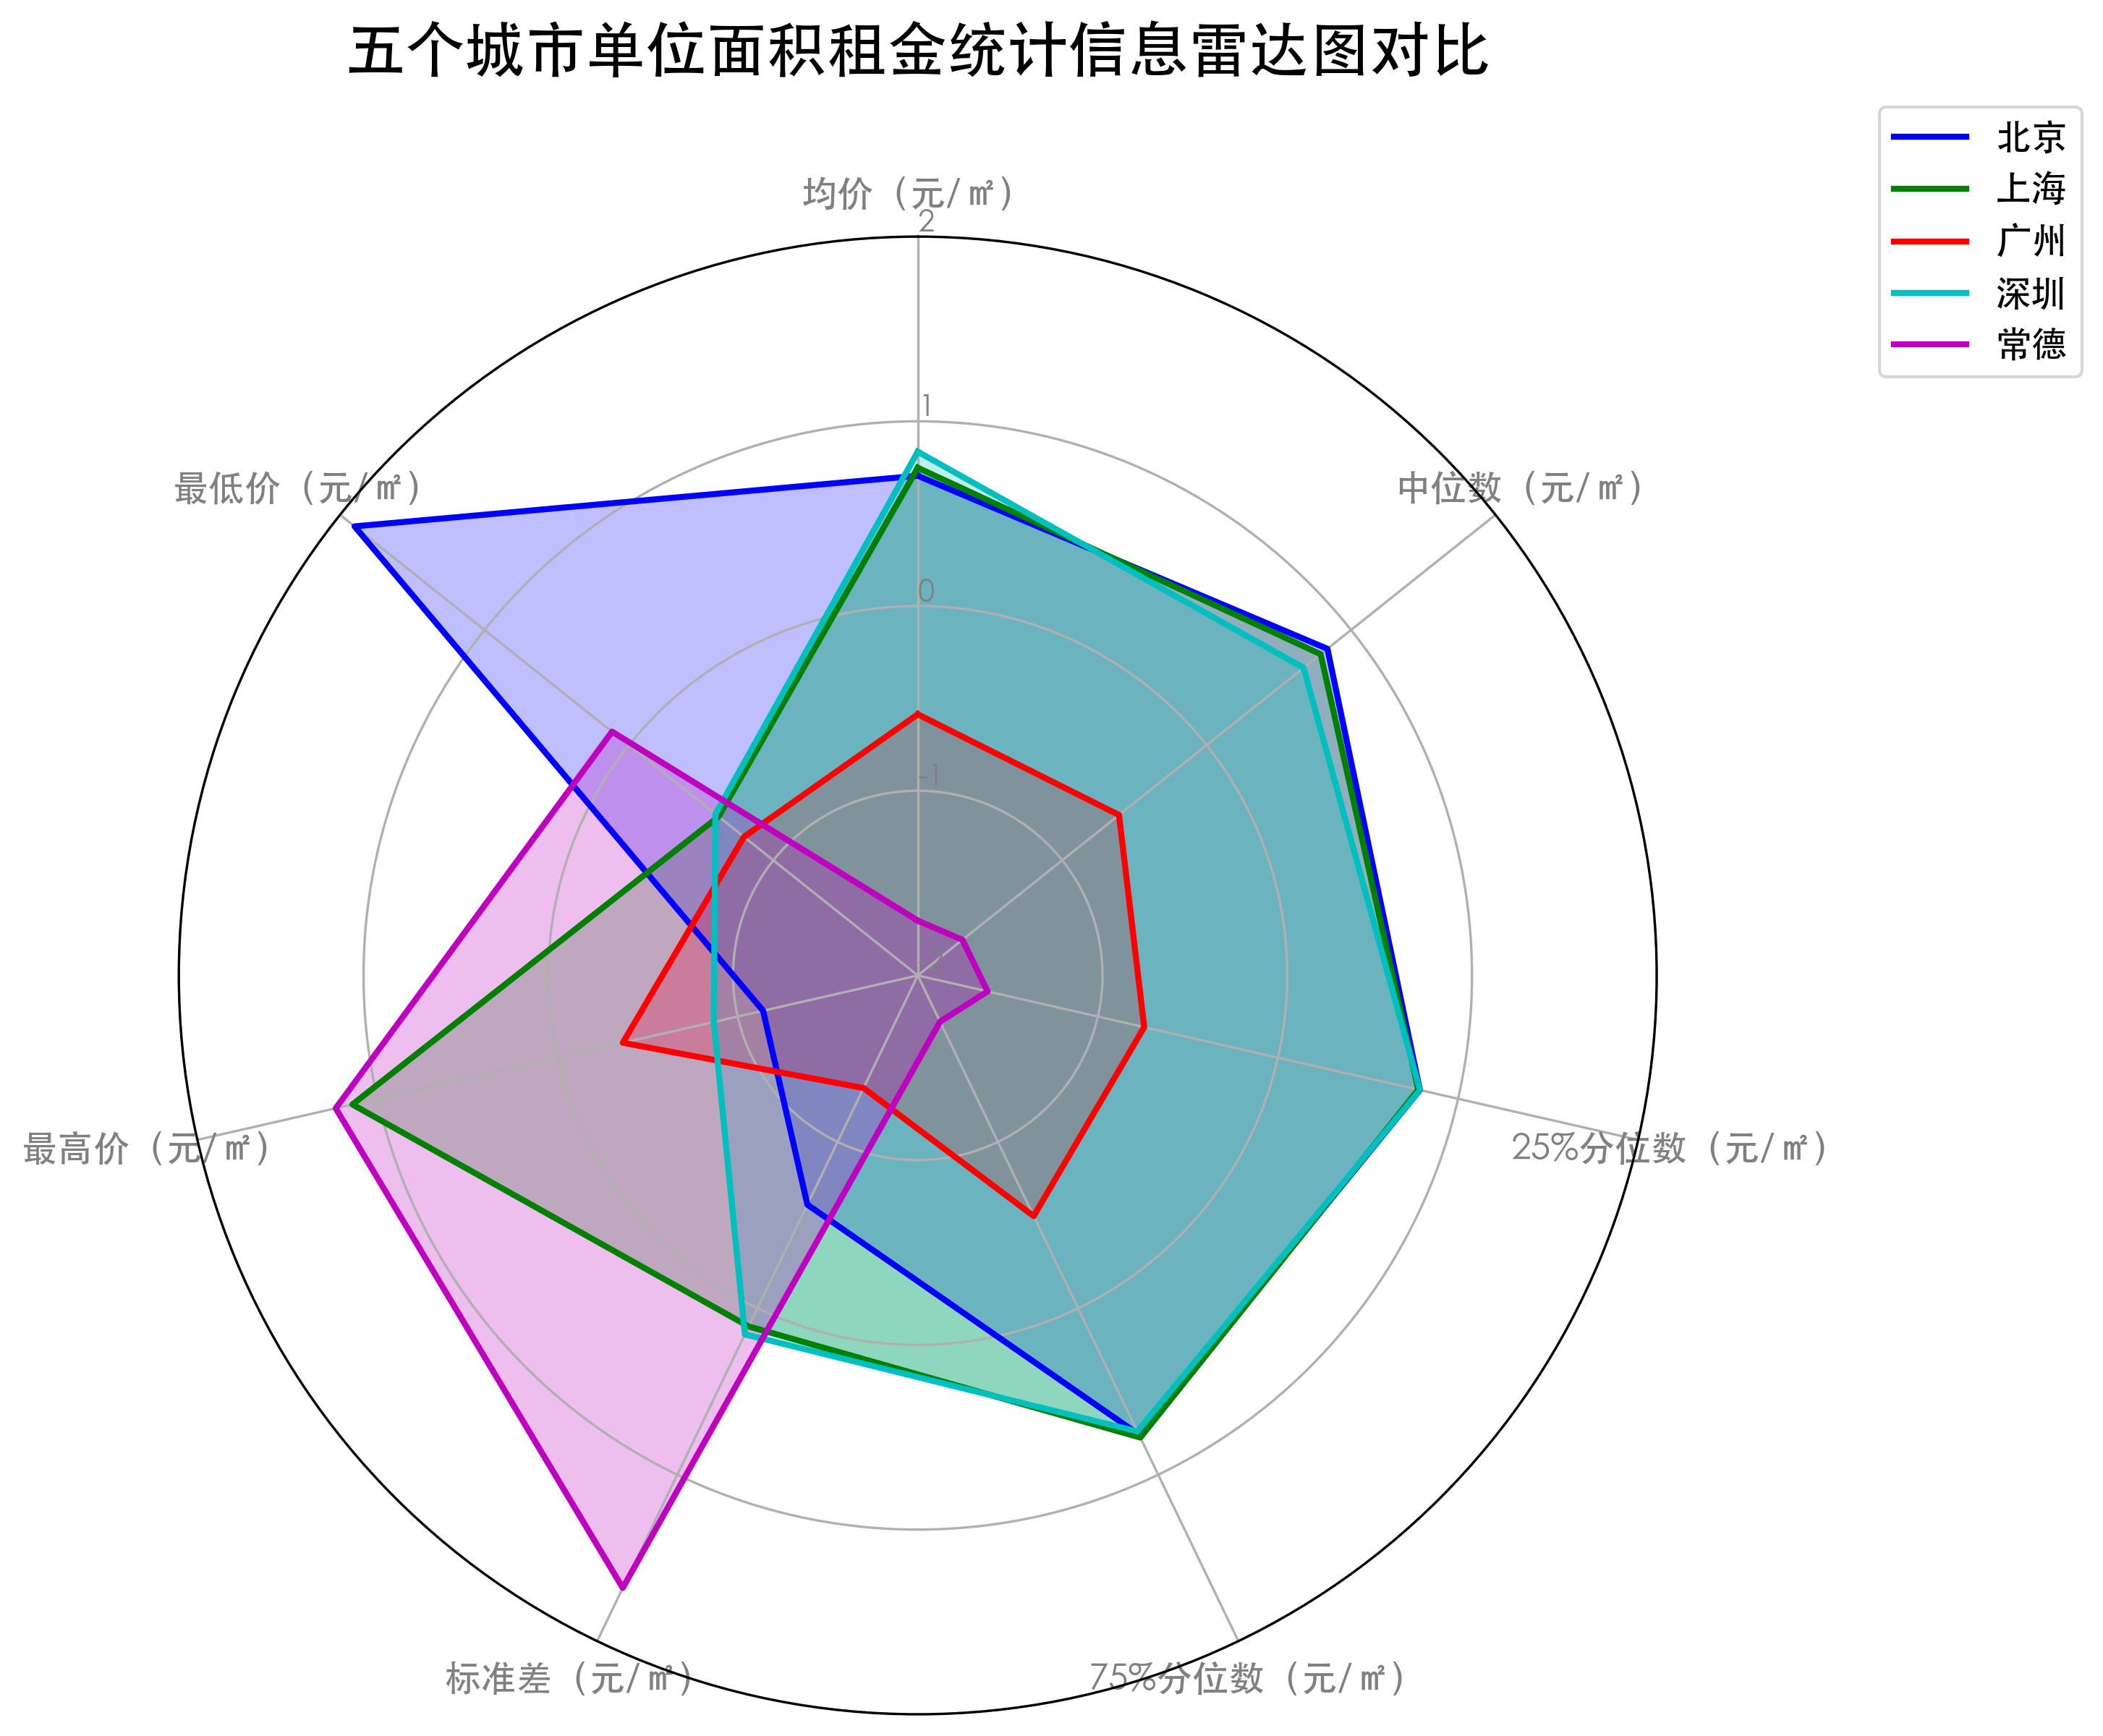 五个城市单位面积租金统计信息雷达图对比
北京
上海
广州
深圳
常德
均价（元/㎡）
2
1
0
-1
最低价（元/㎡）
中位数（元/㎡）
最高价（元/㎡）
25%分位数（元/㎡）
标准差（元/㎡）
75%分位数（元/㎡）